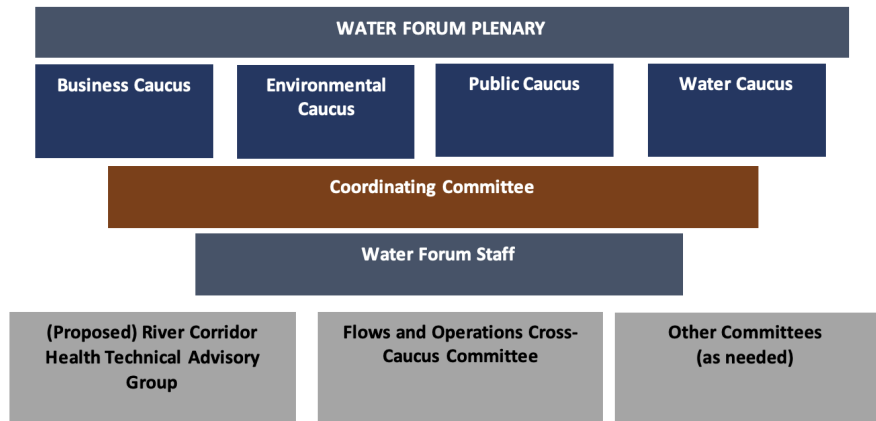 WATER FORUM PLENARY
Business Caucus
Environmental
Caucus
Public Caucus
Water Caucus
Coordinating Committee
Water Forum Staff
(Proposed) River Corridor
Health Technical Advisory
Group
Flows and Operations Cross-
Caucus Committee
Other Committees
(as needed)